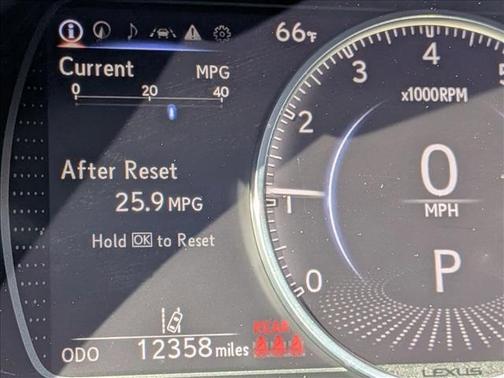 66°F
Current MPG
0 20 40
After Reset
25.9 MPG
Hold OK to Reset
ODO 12358 miles
REAR
0 1 2 3 4 5
x1000RPM
0
MPH
P
LEXUS